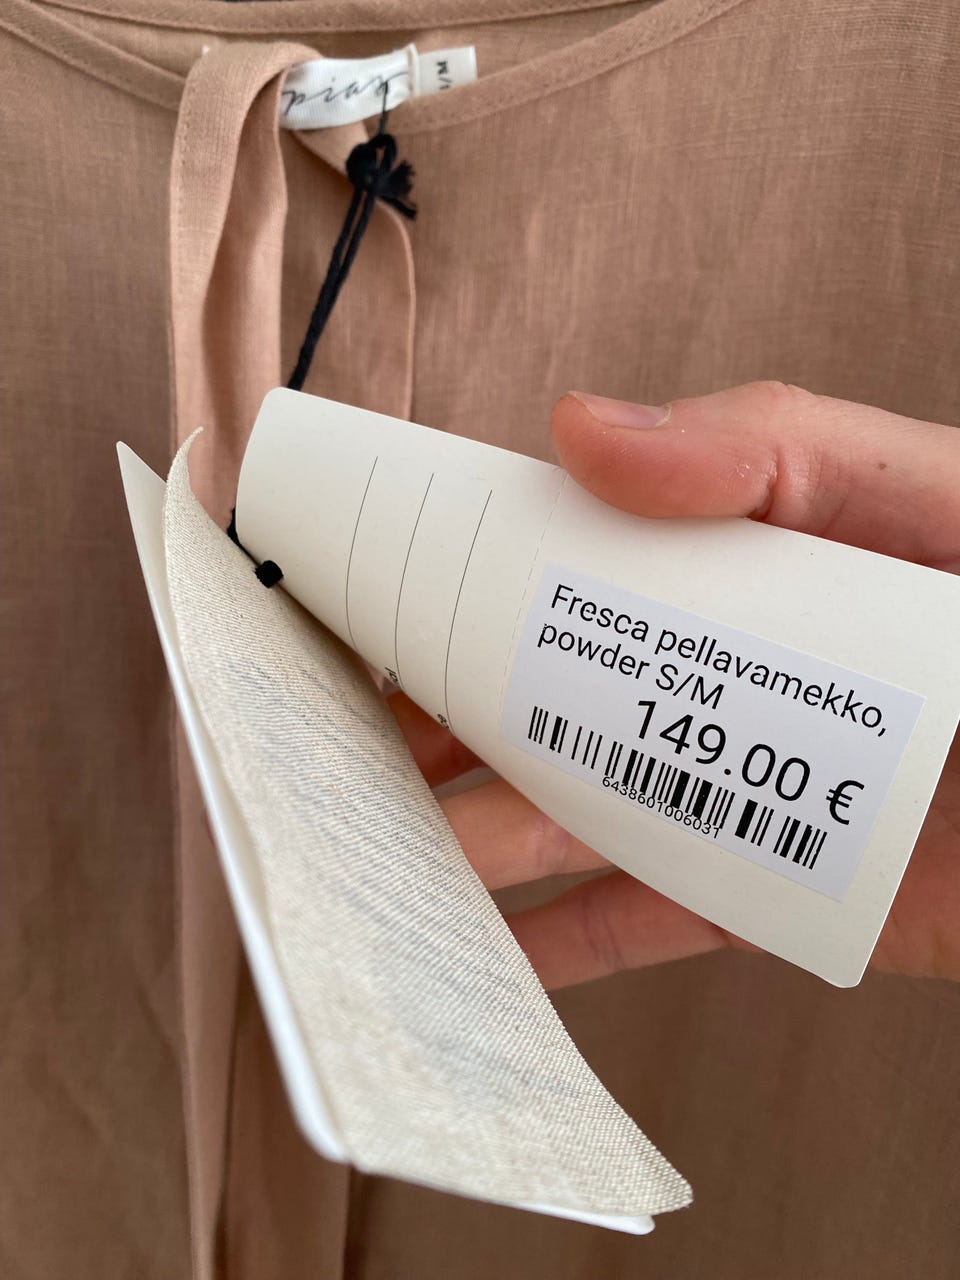 Fresca pellavamekko,
powder S/M
149.00 €
6438601006031